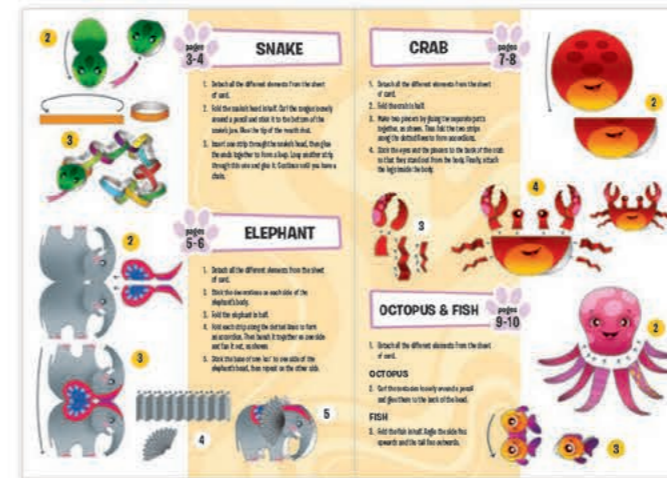 pages
3-4
SNAKE
1. Detach all the different elements from the sheet
of card.
2. Fold the snake's head in half. Curl the tongue loosely
around a pencil and stick it to the bottom of the
snake's jaw. Glue the tip of the mouth shut.
3. Insert one strip through the snake's head, then glue
the ends together to form a loop. Loop another strip
through this one and glue it. Continue until you have a
chain.
2
3
pages
5-6
ELEPHANT
1. Detach all the different elements from the sheet
of card.
2. Stick the decorations on each side of the
elephant's body.
3. Fold the elephant in half.
4. Fold each strip along the dotted lines to form
an accordion. Then bunch it together on one side
and fan it out, as shown.
5. Stick the base of one 'ear' to one side of the
elephant's head, then repeat on the other side.
2
3
4
5
CRAB
pages
7-8
1. Detach all the different elements from the sheet
of card.
2. Fold the crab in half.
3. Make two pincers by gluing the separate parts
together, as shown. Then fold the two strips
along the dotted lines to form accordions.
4. Stick the eyes and the pincers to the back of the crab
so that they stand out from the body. Finally, attach
the legs inside the body.
2
3
4
OCTOPUS & FISH
pages
9-10
1. Detach all the different elements from the sheet
of card.
OCTOPUS
2. Curl the tentacles loosely around a pencil
and glue them to the back of the head.
FISH
3. Fold the fish in half. Angle the side fins
upwards and the tail fins outwards.
2
3